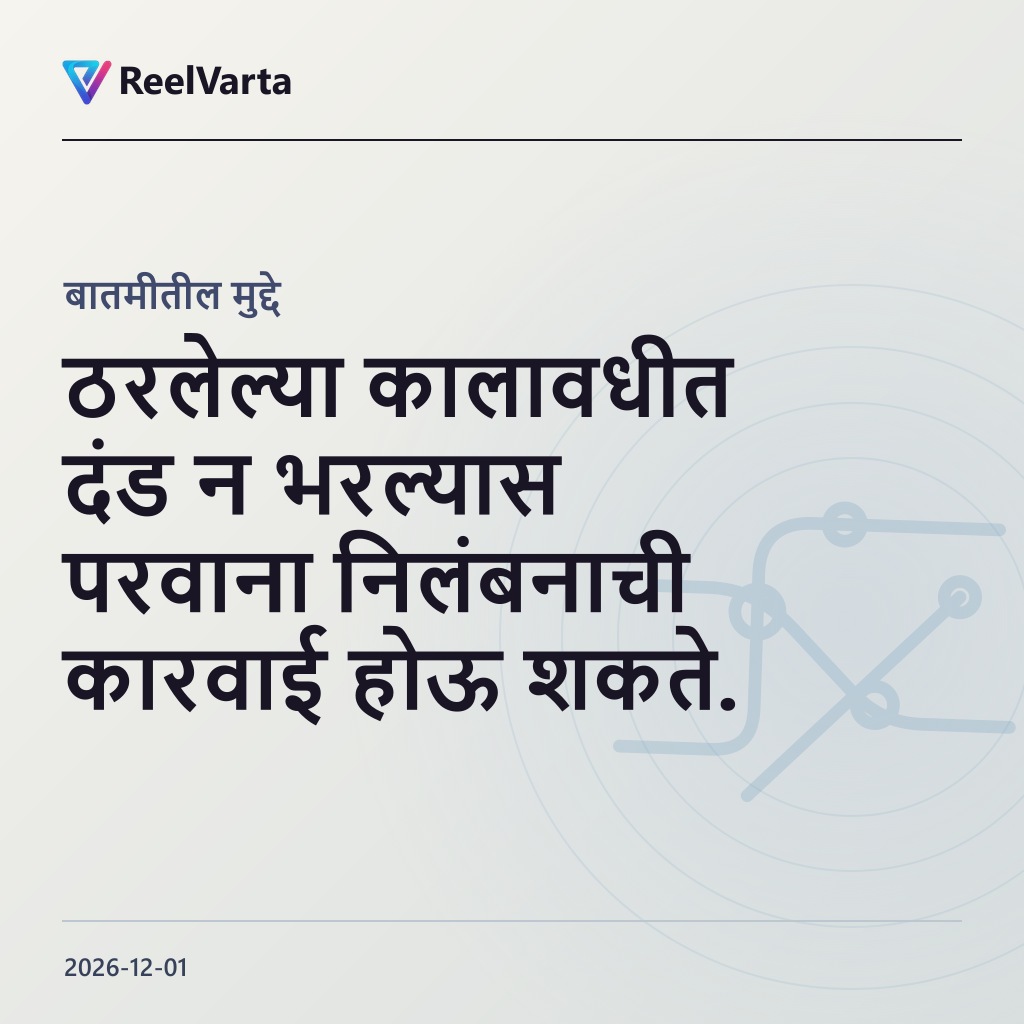 ReelVarta
बातमीतील मुद्दे
ठरलेल्या कालावधीत
दंड न भरल्यास
परवाना निलंबनाची
कारवाई होऊ शकते.
2026-12-01